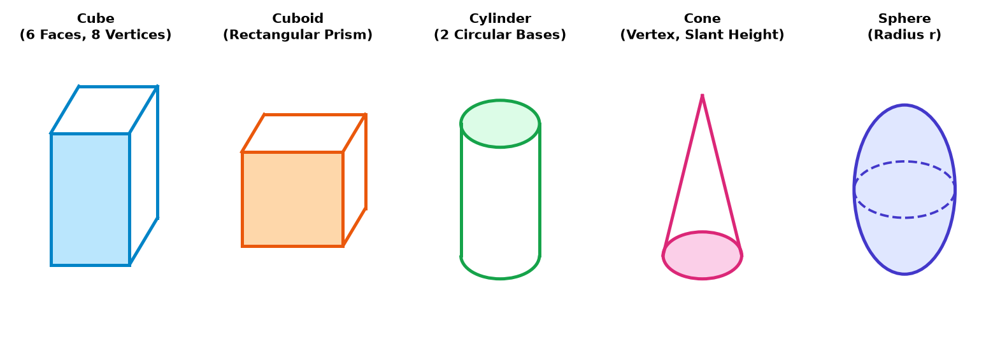 Cube
(6 Faces, 8 Vertices)
Cuboid
(Rectangular Prism)
Cylinder
(2 Circular Bases)
Cone
(Vertex, Slant Height)
Sphere
(Radius r)